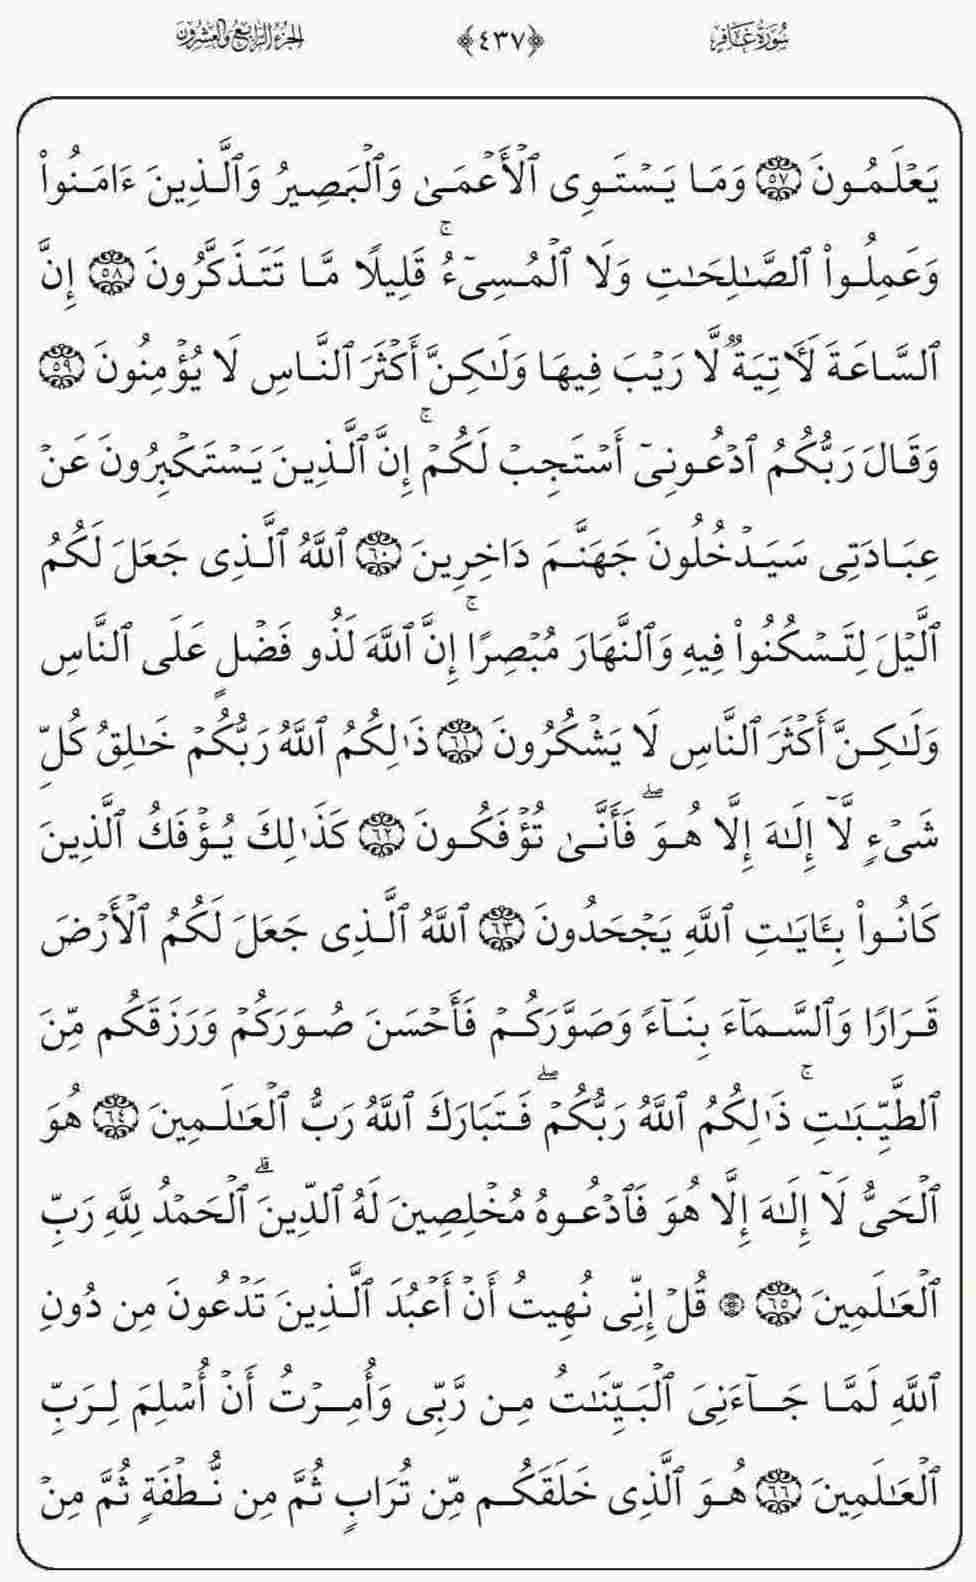 سُورَةُ غَافِرٍ ﴿٤٣٧﴾ الجُزْءُ الرَّابِعُ وَالعِشْرُونَ
يَعۡلَمُونَ ٥٧ وَمَا يَسۡتَوِي ٱلۡأَعۡمَىٰ وَٱلۡبَصِيرُ وَٱلَّذِينَ ءَامَنُواْ
وَعَمِلُواْ ٱلصَّٰلِحَٰتِ وَلَا ٱلۡمُسِيٓءُۚ قَلِيلٗا مَّا تَتَذَكَّرُونَ ٥٨ إِنَّ
ٱلسَّاعَةَ لَأٓتِيَةٞ لَّا رَيۡبَ فِيهَا وَلَٰكِنَّ أَكۡثَرَ ٱلنَّاسِ لَا يُؤۡمِنُونَ ٥٩
وَقَالَ رَبُّكُمُ ٱدۡعُونِيٓ أَسۡتَجِبۡ لَكُمۡۚ إِنَّ ٱلَّذِينَ يَسۡتَكۡبِرُونَ عَنۡ
عِبَادَتِي سَيَدۡخُلُونَ جَهَنَّمَ دَاخِرِينَ ٦٠ ٱللَّهُ ٱلَّذِي جَعَلَ لَكُمُ
ٱلَّيۡلَ لِتَسۡكُنُواْ فِيهِ وَٱلنَّهَارَ مُبۡصِرًاۚ إِنَّ ٱللَّهَ لَذُو فَضۡلٍ عَلَى ٱلنَّاسِ
وَلَٰكِنَّ أَكۡثَرَ ٱلنَّاسِ لَا يَشۡكُرُونَ ٦١ ذَٰلِكُمُ ٱللَّهُ رَبُّكُمۡ خَٰلِقُ كُلِّ
شَيۡءٖ لَّآ إِلَٰهَ إِلَّا هُوَۖ فَأَنَّىٰ تُؤۡفَكُونَ ٦٢ كَذَٰلِكَ يُؤۡفَكُ ٱلَّذِينَ
كَانُواْ بِـَٔايَٰتِ ٱللَّهِ يَجۡحَدُونَ ٦٣ ٱللَّهُ ٱلَّذِي جَعَلَ لَكُمُ ٱلۡأَرۡضَ
قَرَارٗا وَٱلسَّمَآءَ بِنَآءٗ وَصَوَّرَكُمۡ فَأَحۡسَنَ صُوَرَكُمۡ وَرَزَقَكُم مِّنَ
ٱلطَّيِّبَٰتِۚ ذَٰلِكُمُ ٱللَّهُ رَبُّكُمۡۖ فَتَبَارَكَ ٱللَّهُ رَبُّ ٱلۡعَٰلَمِينَ ٦٤ هُوَ
ٱلۡحَيُّ لَآ إِلَٰهَ إِلَّا هُوَ فَٱدۡعُوهُ مُخۡلِصِينَ لَهُ ٱلدِّينَۗ ٱلۡحَمۡدُ لِلَّهِ رَبِّ
ٱلۡعَٰلَمِينَ ٦٥ ۞ قُلۡ إِنِّي نُهِيتُ أَنۡ أَعۡبُدَ ٱلَّذِينَ تَدۡعُونَ مِن دُونِ
ٱللَّهِ لَمَّا جَآءَنِيَ ٱلۡبَيِّنَٰتُ مِن رَّبِّي وَأُمِرۡتُ أَنۡ أُسۡلِمَ لِرَبِّ
ٱلۡعَٰلَمِينَ ٦٦ هُوَ ٱلَّذِي خَلَقَكُم مِّن تُرَابٖ ثُمَّ مِن نُّطۡفَةٖ ثُمَّ مِنۡ